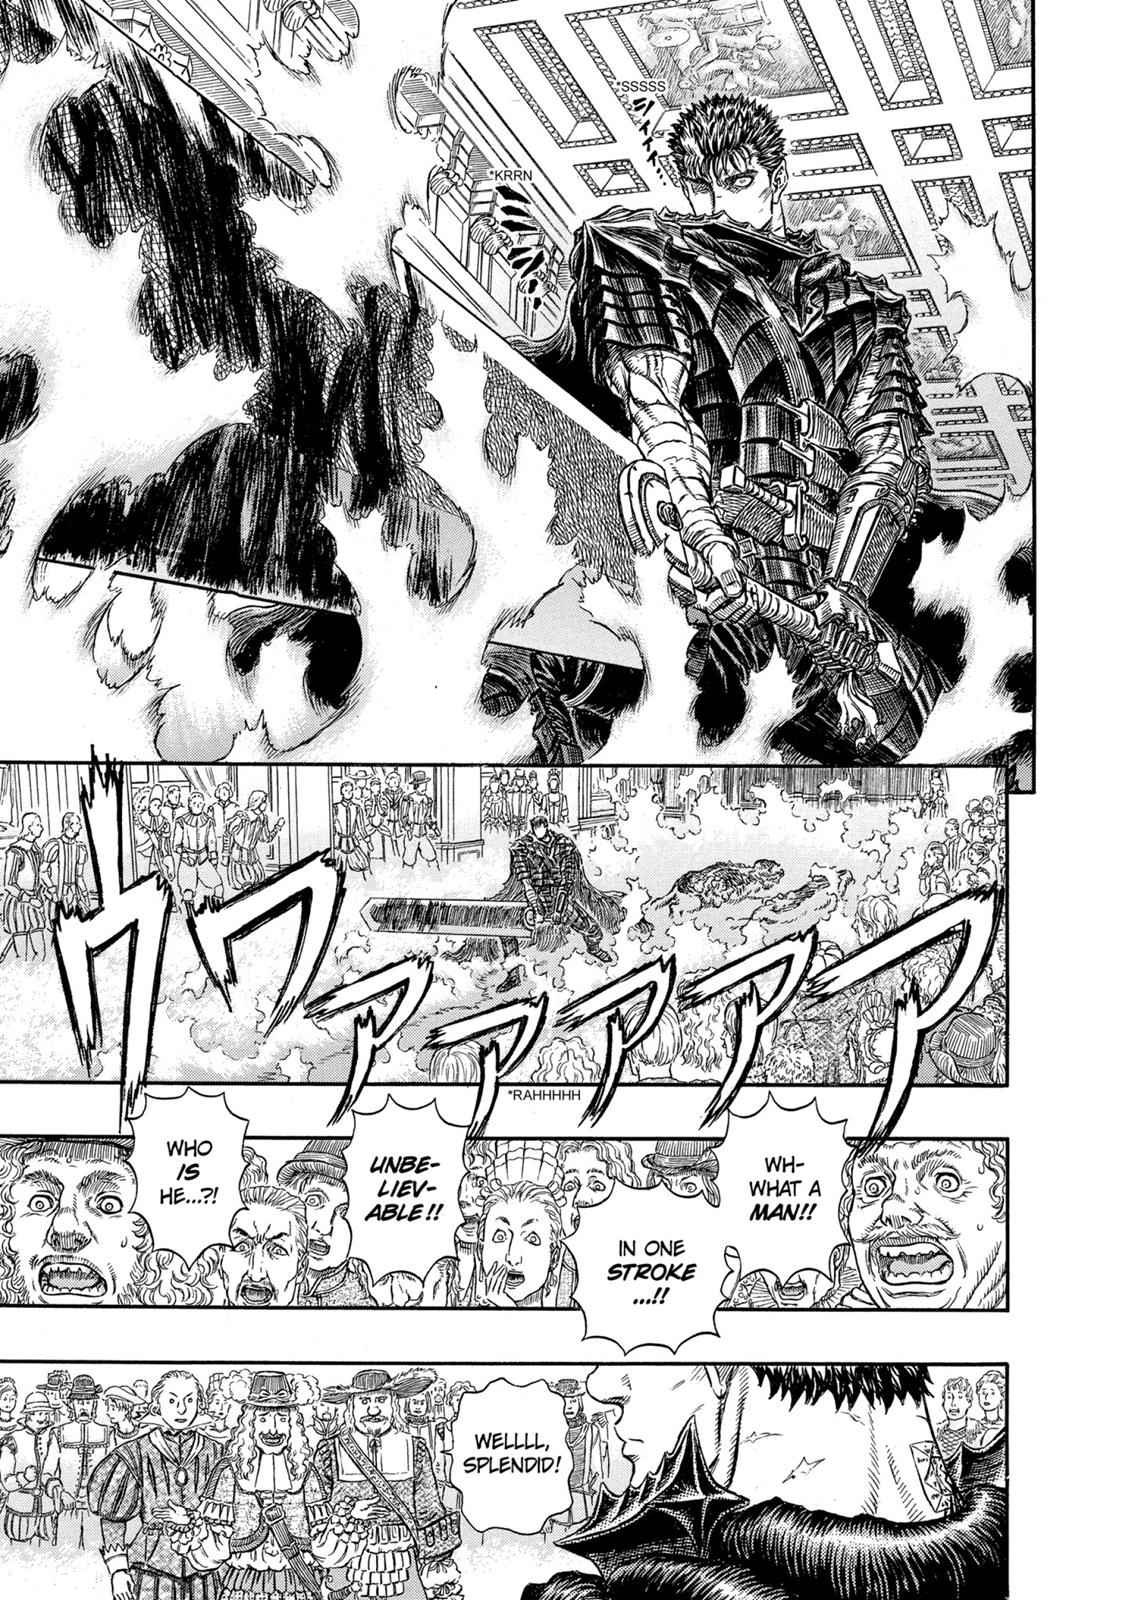 *SSSSS
シィィィ…
*KRRN
ウワァァァァァ
*RAHHHHH
WH-
WHAT A
MAN!!
IN ONE
STROKE
...!!
UNBE-
LIEV-
ABLE!!
WHO
IS
HE...?!
WELLLL,
SPLENDID!